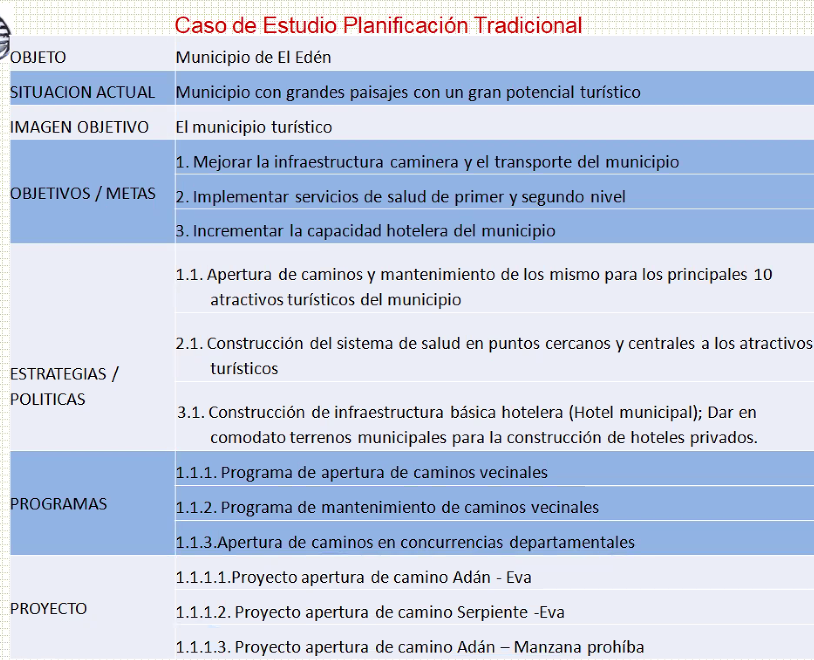 Caso de Estudio Planificación Tradicional
OBJETO
Municipio de El Edén
SITUACION ACTUAL
Municipio con grandes paisajes con un gran potencial turístico
IMAGEN OBJETIVO
El municipio turístico
OBJETIVOS / METAS
1. Mejorar la infraestructura caminera y el transporte del municipio
2. Implementar servicios de salud de primer y segundo nivel
3. Incrementar la capacidad hotelera del municipio
ESTRATEGIAS /
POLITICAS
1.1. Apertura de caminos y mantenimiento de los mismo para los principales 10
atractivos turísticos del municipio
2.1. Construcción del sistema de salud en puntos cercanos y centrales a los atractivos
turísticos
3.1. Construcción de infraestructura básica hotelera (Hotel municipal); Dar en
comodato terrenos municipales para la construcción de hoteles privados.
PROGRAMAS
1.1.1. Programa de apertura de caminos vecinales
1.1.2. Programa de mantenimiento de caminos vecinales
1.1.3.Apertura de caminos en concurrencias departamentales
PROYECTO
1.1.1.1.Proyecto apertura de camino Adán - Eva
1.1.1.2. Proyecto apertura de camino Serpiente -Eva
1.1.1.3. Proyecto apertura de camino Adán – Manzana prohíba